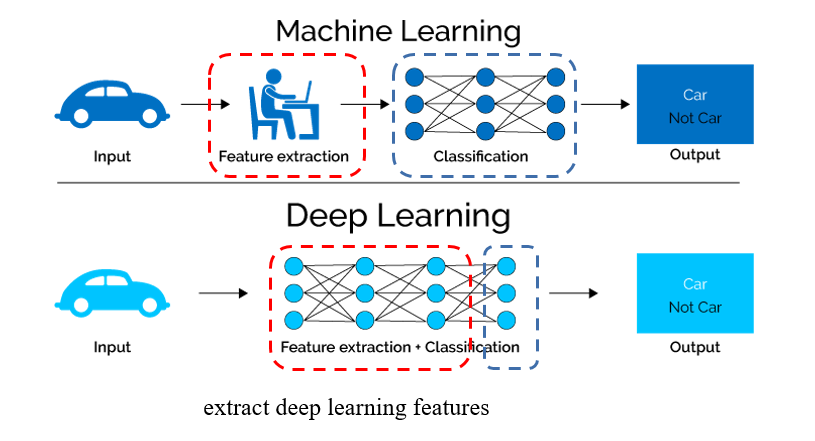 Machine Learning
Car
Not Car
Input
Feature extraction
Classification
Output
Deep Learning
Car
Not Car
Input
Feature extraction + Classification
Output
extract deep learning features